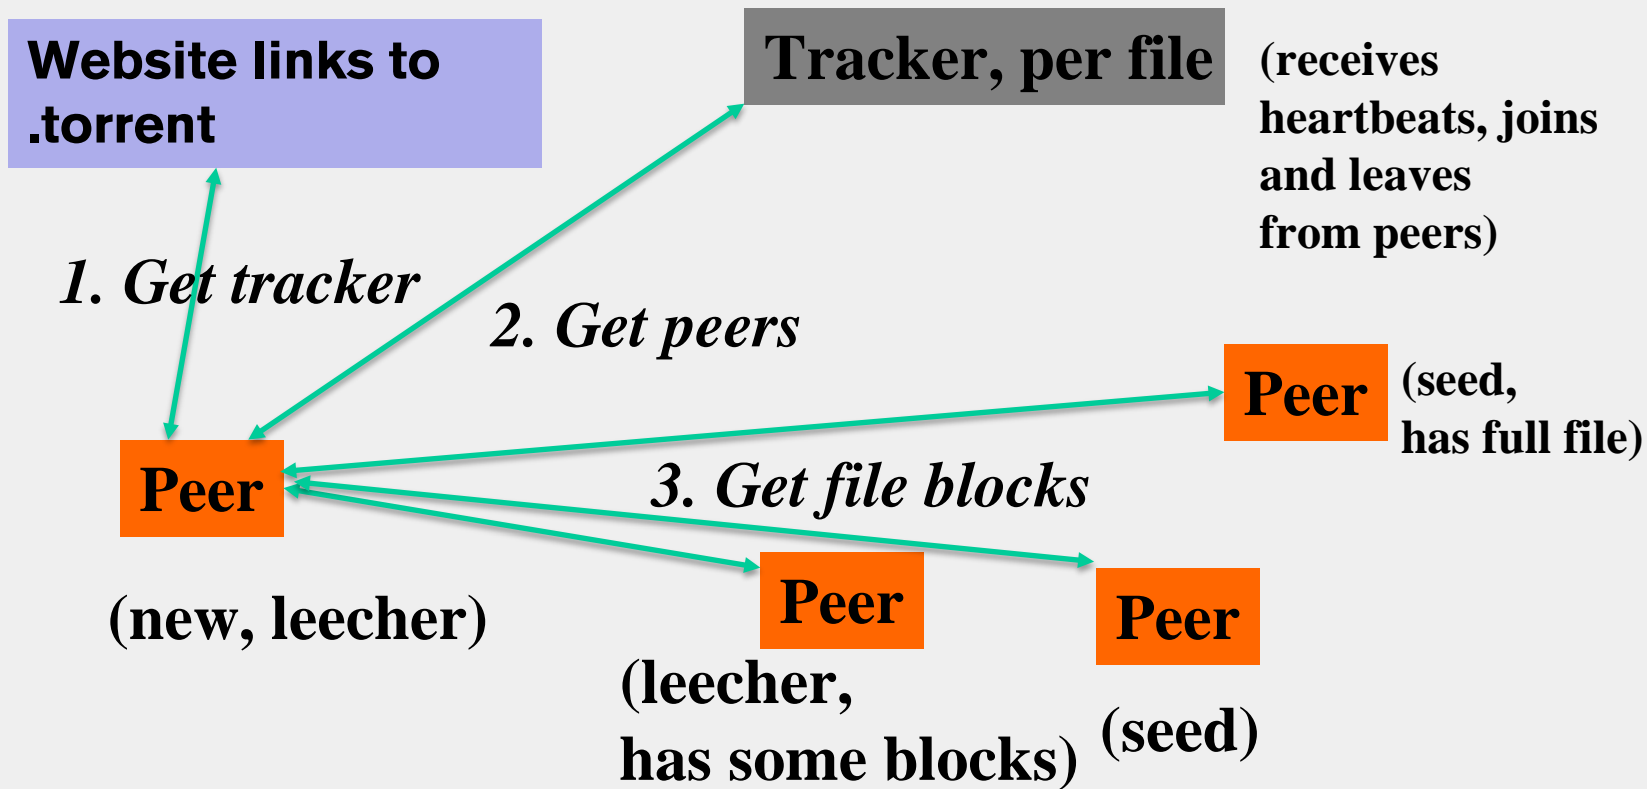 Website links to
.torrent
Tracker, per file
(receives
heartbeats, joins
and leaves
from peers)
1. Get tracker
2. Get peers
Peer
(seed,
has full file)
Peer
3. Get file blocks
(new, leecher)
Peer
(leecher,
has some blocks)
Peer
(seed)